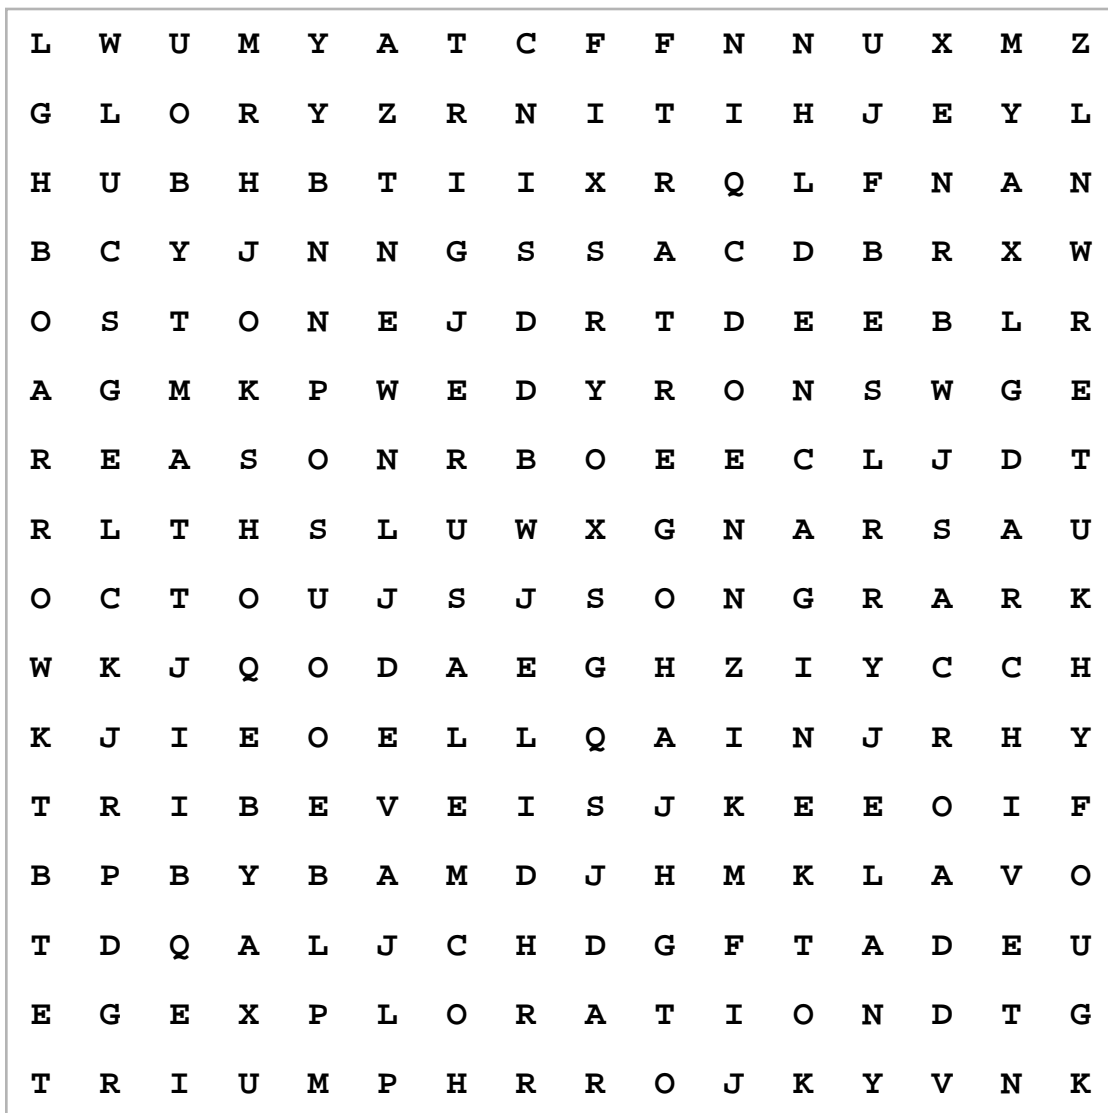 L W U M Y A T C F F N N U X M Z
G L O R Y Z R N I T I H J E Y L
H U B H B T I I X R Q L F N A N
B C Y J N N G S S A C D B R X W
O S T O N E J D R T D E E B L R
A G M K P W E D Y R O N S W G E
R E A S O N R B O E E C L J D T
R L T H S L U W X G N A R S A U
O C T O U J S J S O N G R A R K
W K J Q O D A E G H Z I Y C C H
K J I E O E L L Q A I N J R H Y
T R I B E V E I S J K E E O I F
B P B Y B A M D J H M K L A V O
T D Q A L J C H D G F T A D E U
E G E X P L O R A T I O N D T G
T R I U M P H R R O J K Y V N K